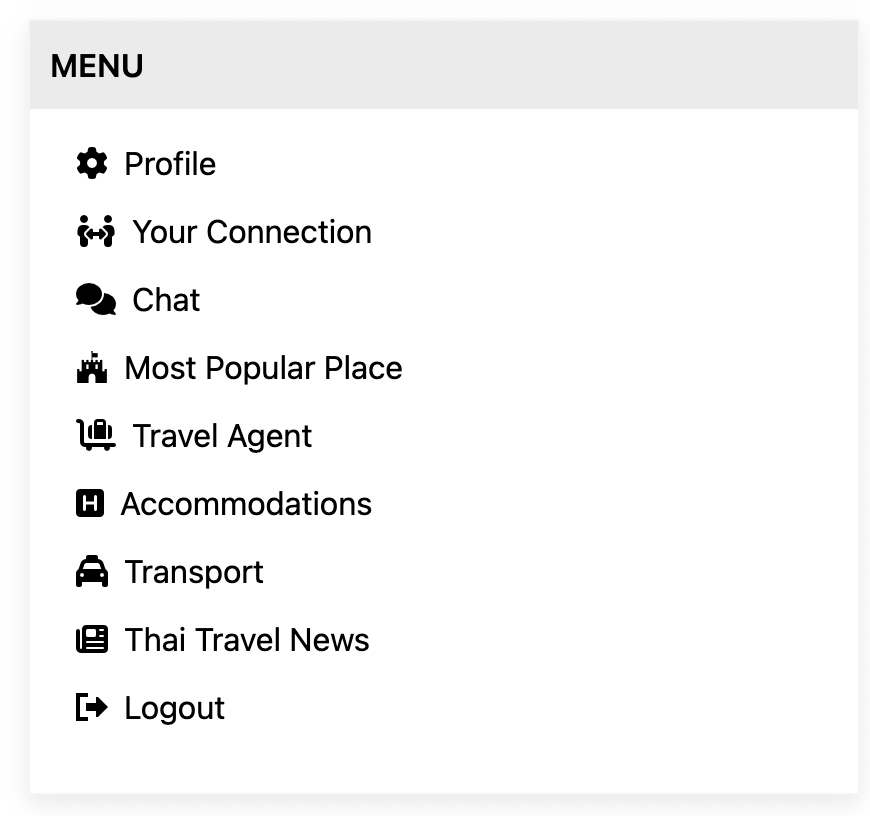 MENU
Profile
Your Connection
Chat
Most Popular Place
Travel Agent
H Accommodations
Transport
Thai Travel News
Logout